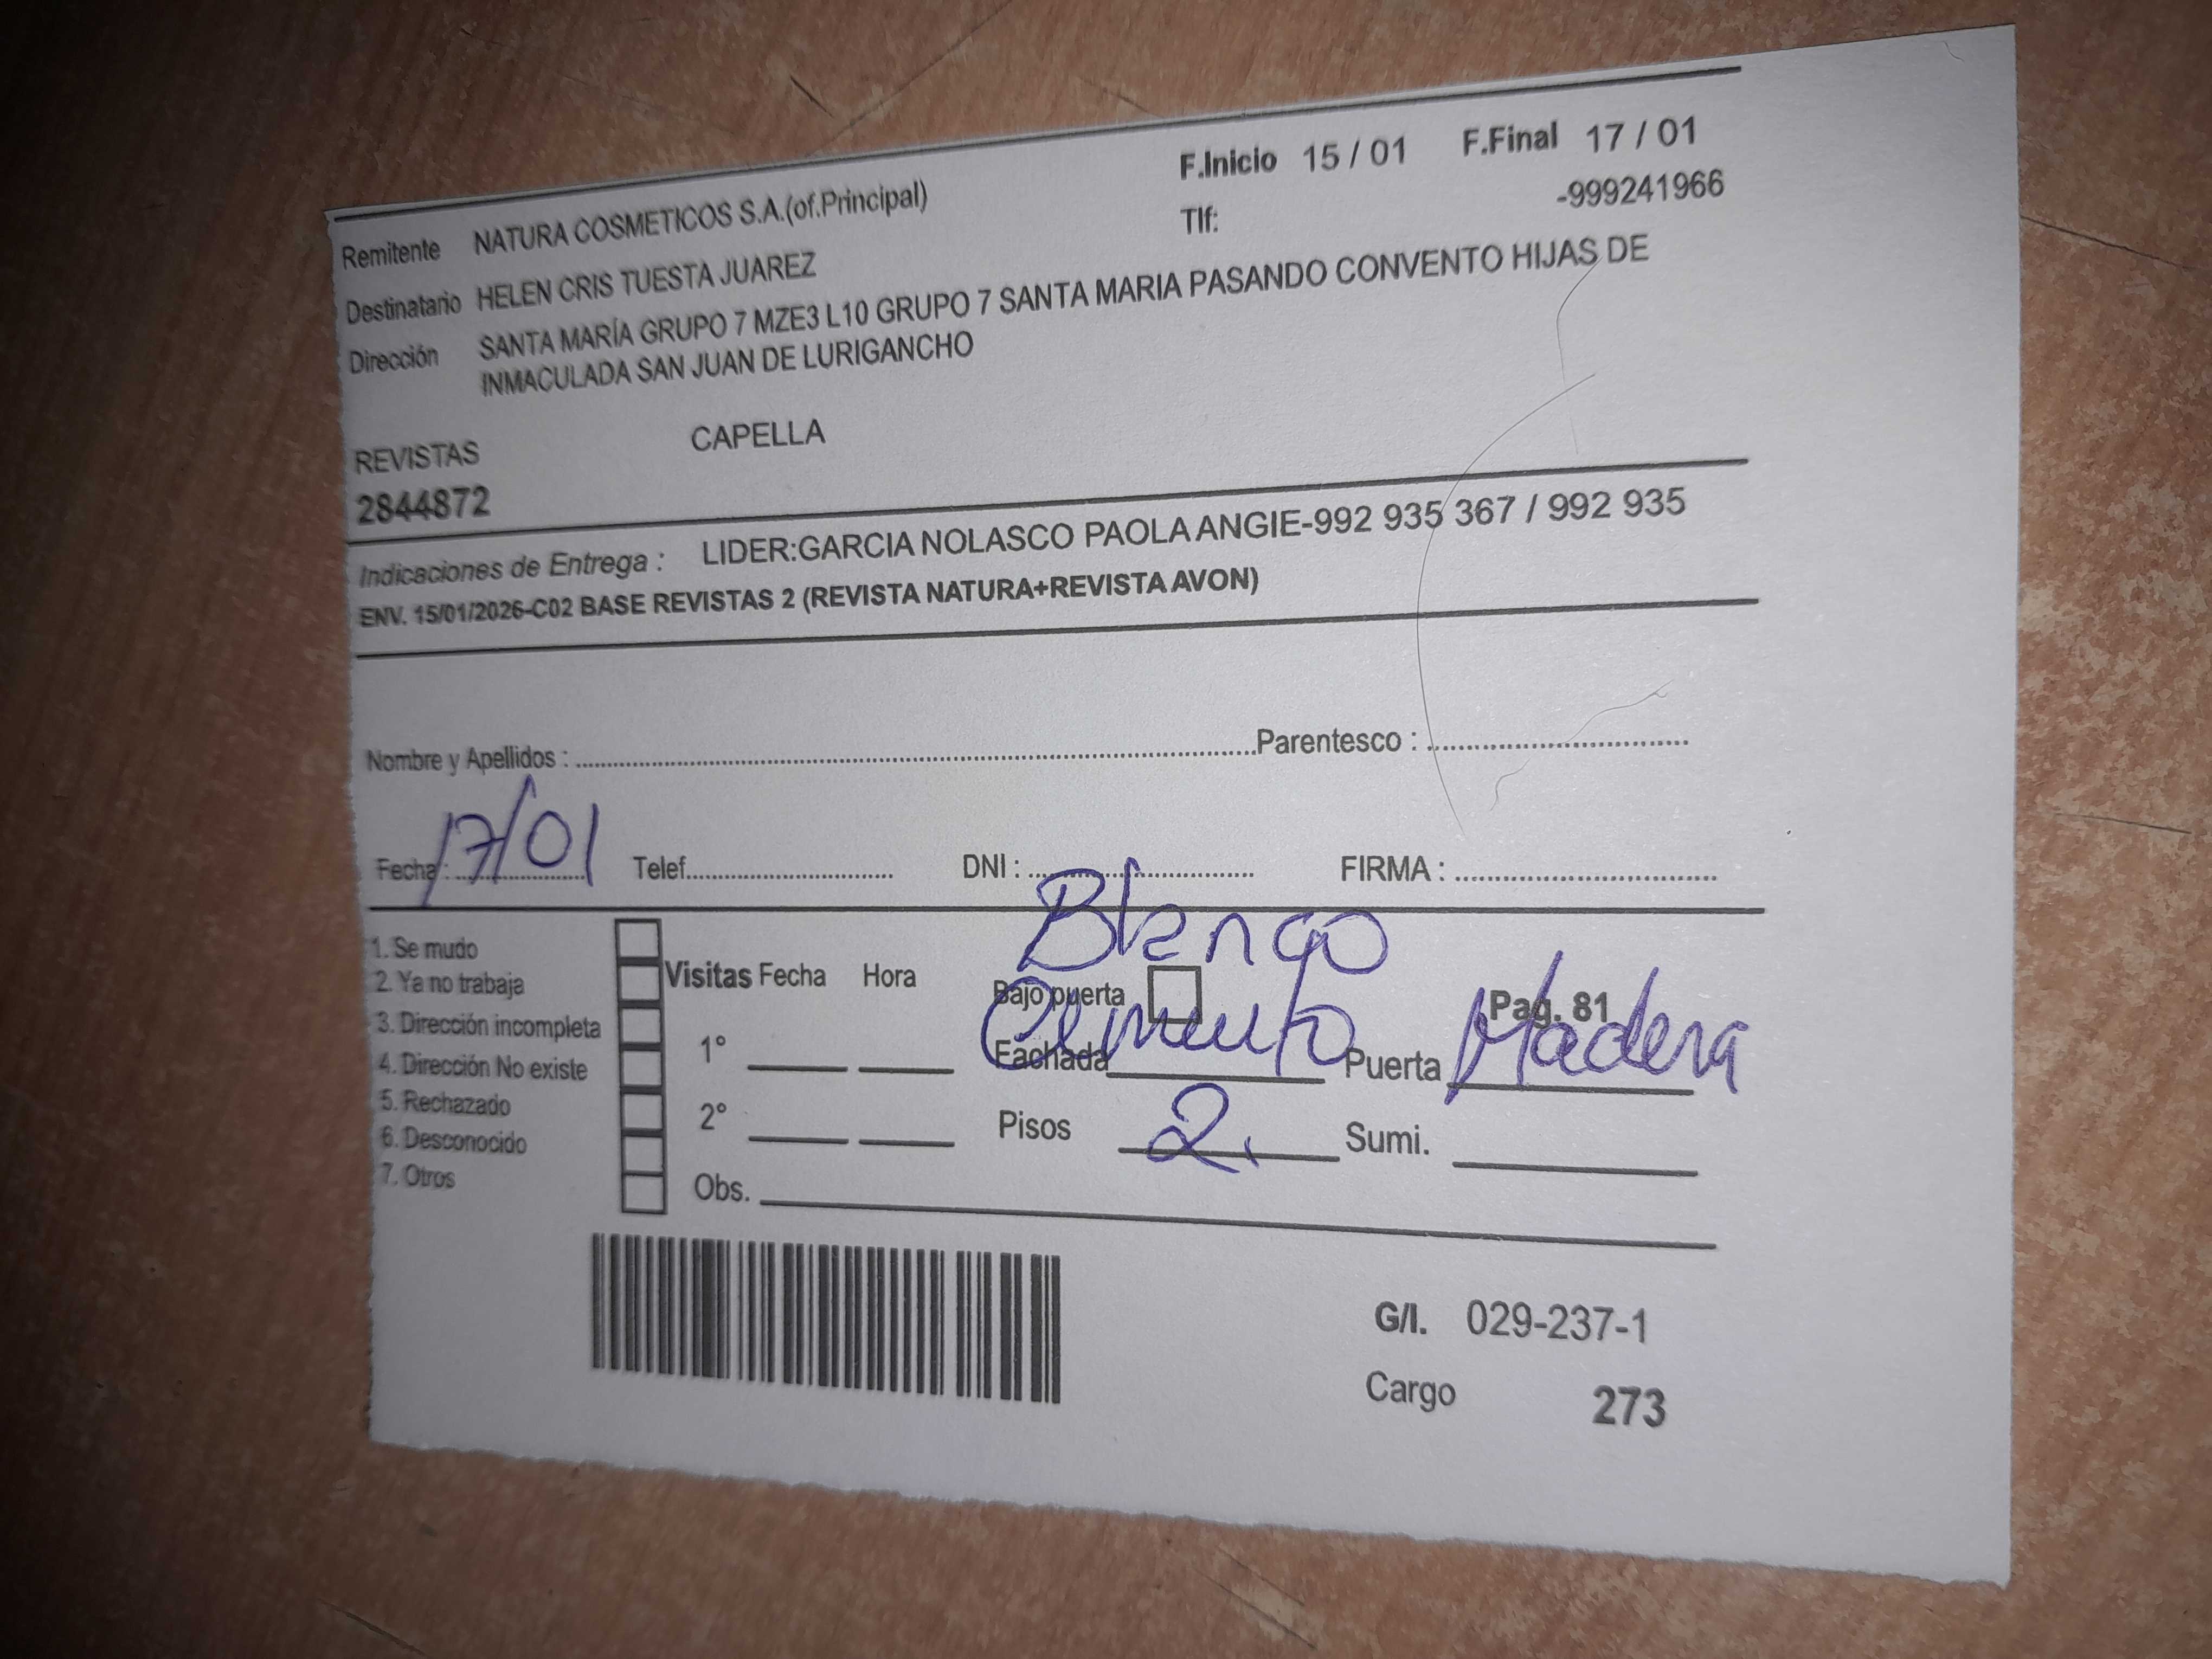 F.Inicio 15 / 01 F.Final 17 / 01
Remitente NATURA COSMETICOS S.A.(of.Principal) Tlf: -999241966
Destinatario HELEN CRIS TUESTA JUAREZ
Dirección SANTA MARÍA GRUPO 7 MZE3 L10 GRUPO 7 SANTA MARIA PASANDO CONVENTO HIJAS DE
INMACULADA SAN JUAN DE LURIGANCHO
REVISTAS CAPELLA
2844872
Indicaciones de Entrega : LIDER:GARCIA NOLASCO PAOLA ANGIE-992 935 367 / 992 935
ENV. 15/01/2026-C02 BASE REVISTAS 2 (REVISTA NATURA+REVISTA AVON)
Nombre y Apellidos : Parentesco :
Fecha : 17/01 Telef. DNI : FIRMA :
Blanco
1. Se mudo
2. Ya no trabaja
3. Dirección incompleta
4. Dirección No existe
5. Rechazado
6. Desconocido
7. Otros
Visitas Fecha Hora
1°
2°
Obs.
Bajo puerta Pag. 81
Fachada Cemento Puerta Madera
Pisos 2. Sumi.
G/I. 029-237-1
Cargo 273